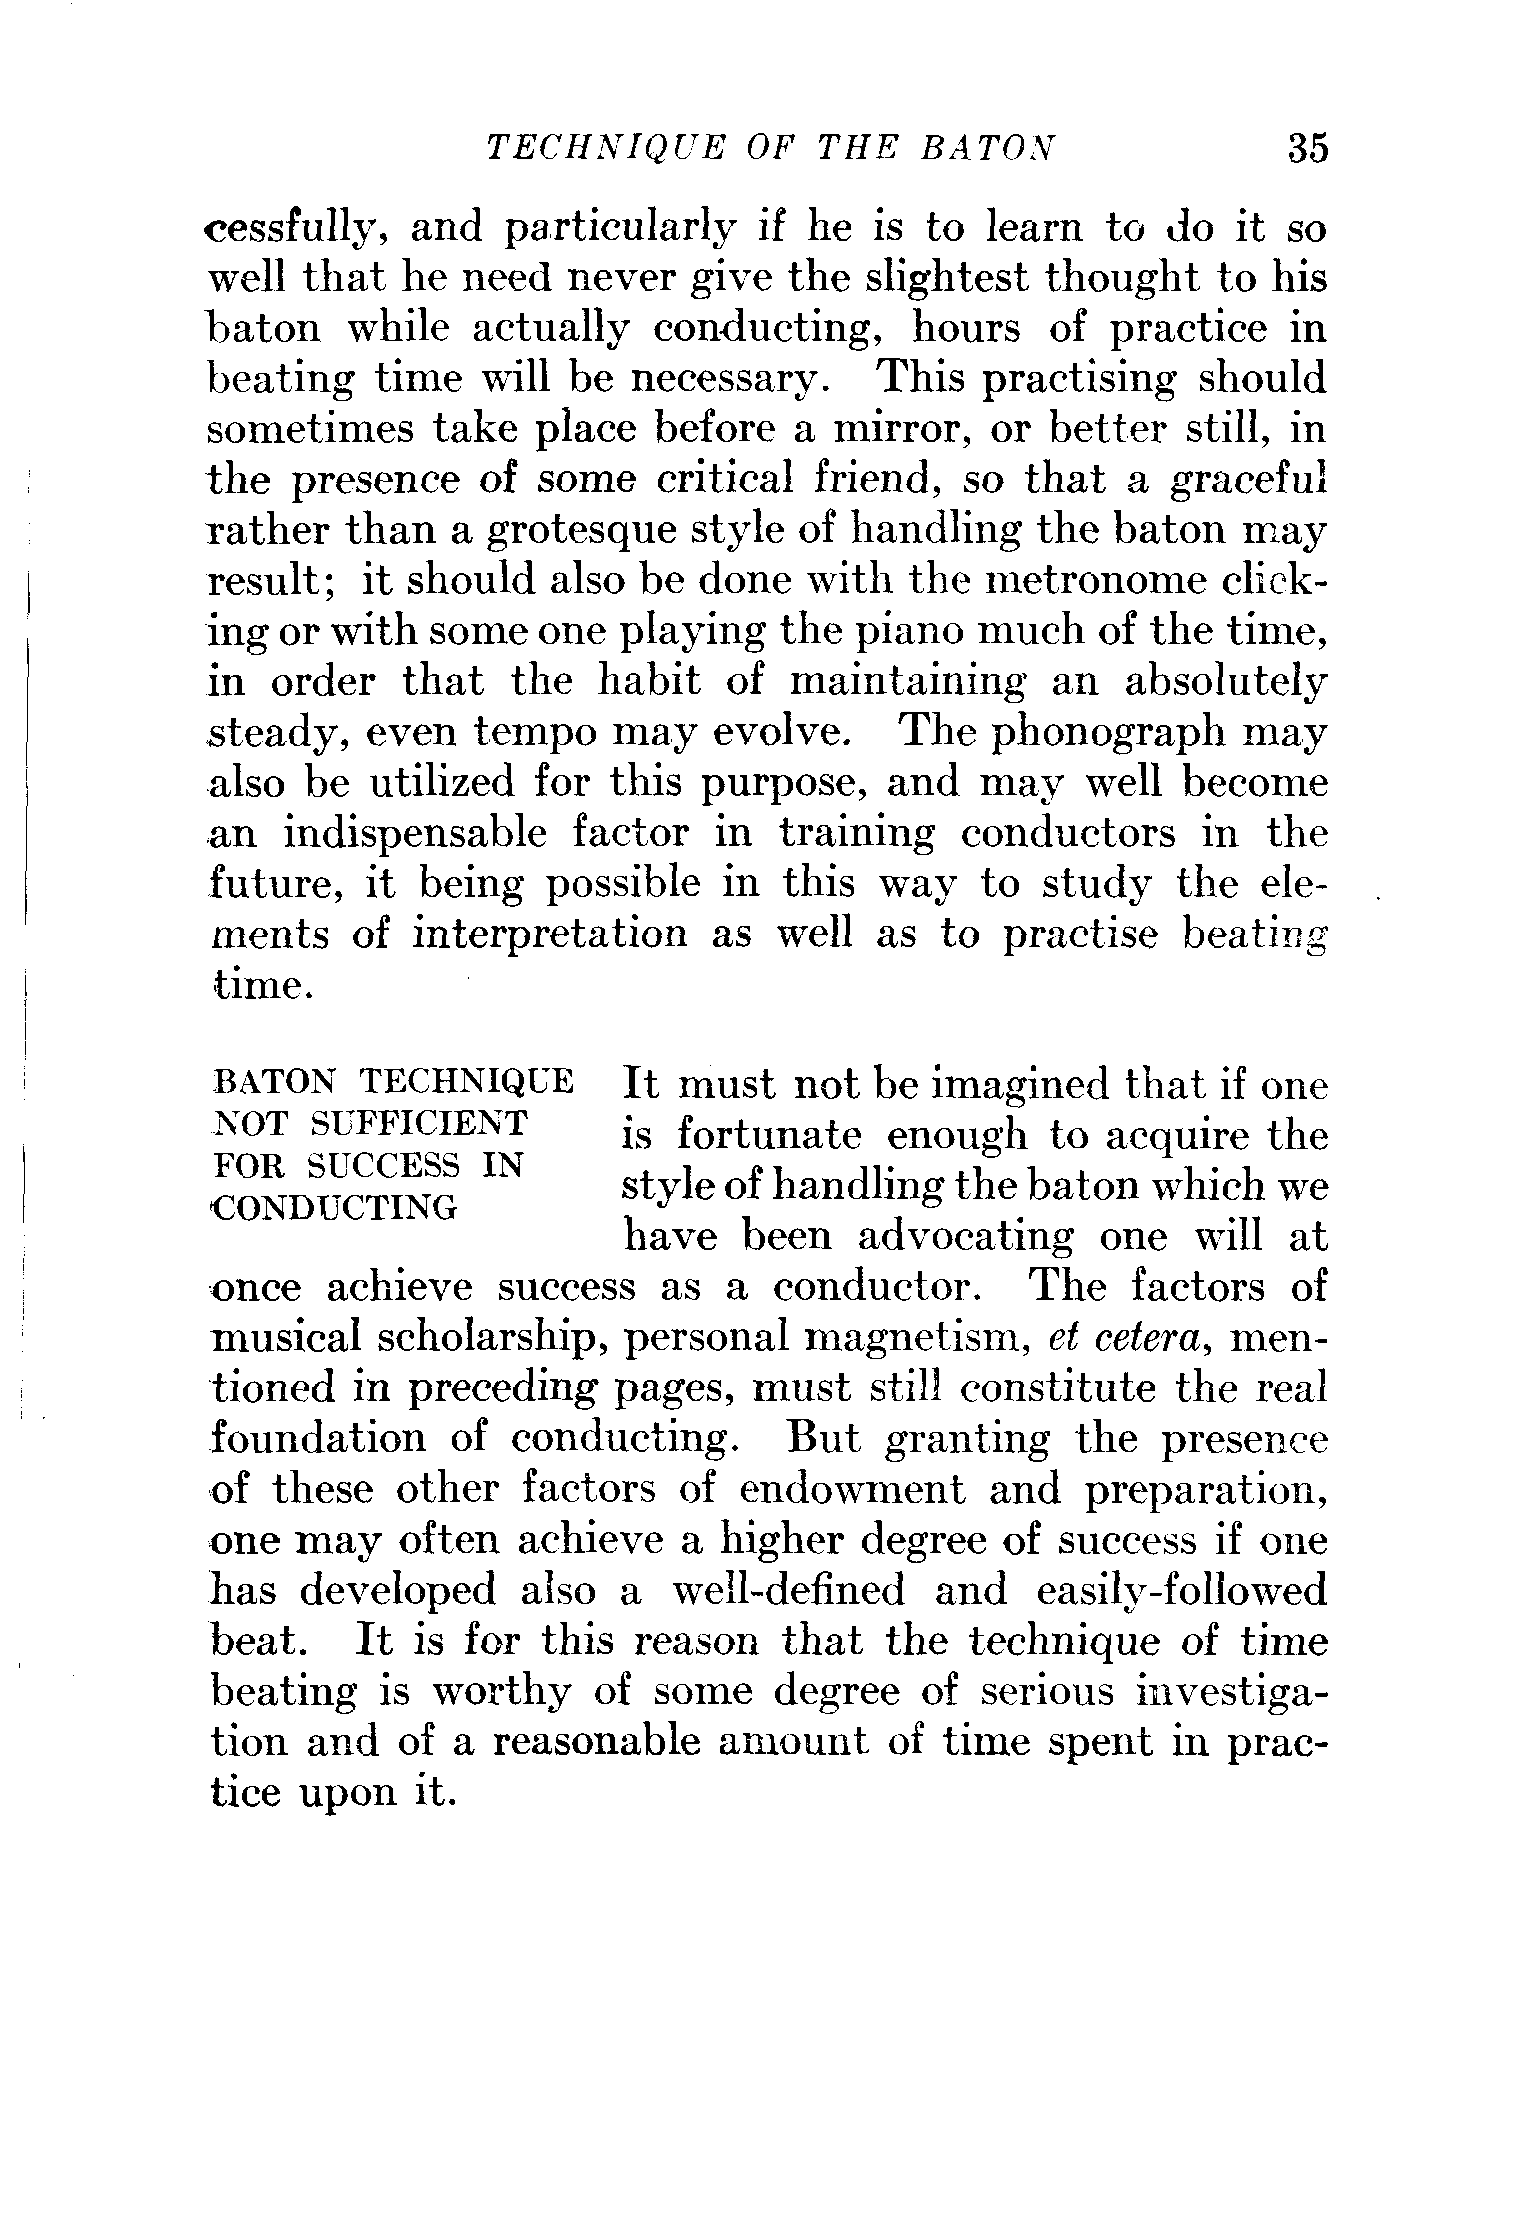 TECHNIQUE OF THE BATON 35
cessfully, and particularly if he is to learn to do it so
well that he need never give the slightest thought to his
baton while actually conducting, hours of practice in
beating time will be necessary. This practising should
sometimes take place before a mirror, or better still, in
the presence of some critical friend, so that a graceful
rather than a grotesque style of handling the baton may
result; it should also be done with the metronome click-
ing or with some one playing the piano much of the time,
in order that the habit of maintaining an absolutely
steady, even tempo may evolve. The phonograph may
also be utilized for this purpose, and may well become
an indispensable factor in training conductors in the
future, it being possible in this way to study the ele-
ments of interpretation as well as to practise beating
time.
BATON TECHNIQUE
NOT SUFFICIENT
FOR SUCCESS IN
CONDUCTING
It must not be imagined that if one
is fortunate enough to acquire the
style of handling the baton which we
have been advocating one will at
once achieve success as a conductor. The factors of
musical scholarship, personal magnetism, et cetera, men-
tioned in preceding pages, must still constitute the real
foundation of conducting. But granting the presence
of these other factors of endowment and preparation,
one may often achieve a higher degree of success if one
has developed also a well-defined and easily-followed
beat. It is for this reason that the technique of time
beating is worthy of some degree of serious investiga-
tion and of a reasonable amount of time spent in prac-
tice upon it.